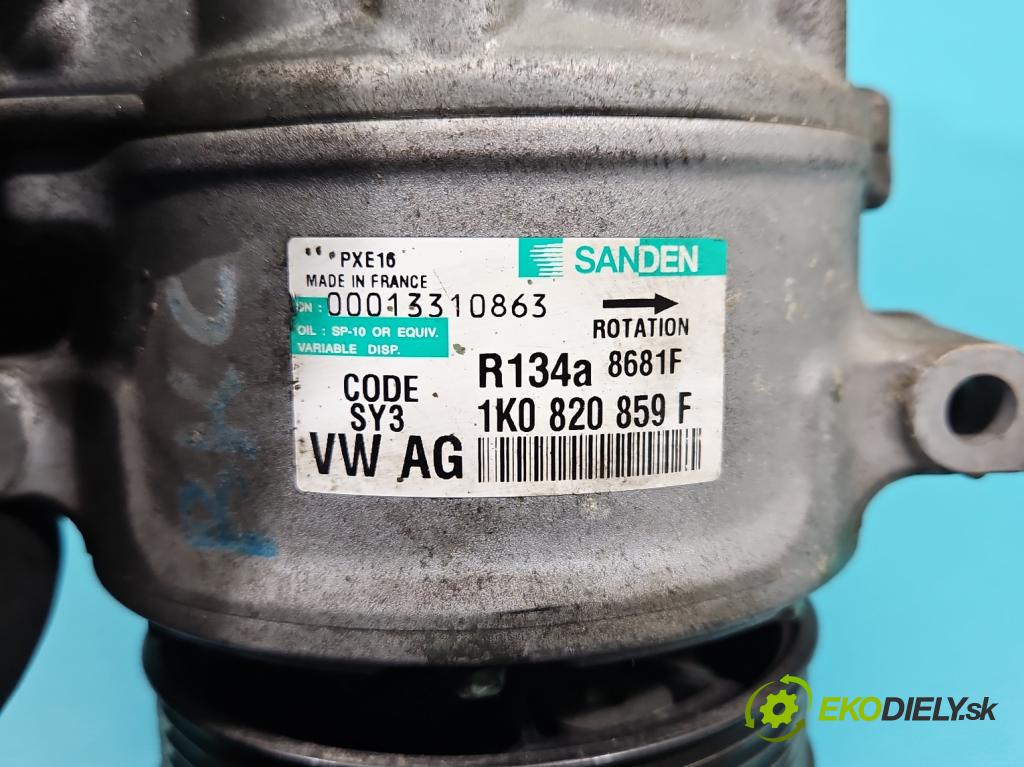 PXE16
SANDEN
MADE IN FRANCE
00013310863
ROTATION
OIL : SP-10 OR EQUIV.
VARIABLE DISP.
R134a 8681F
CODE
SY3
1K0 820 859 F
VW AG
EKODIELY.sk